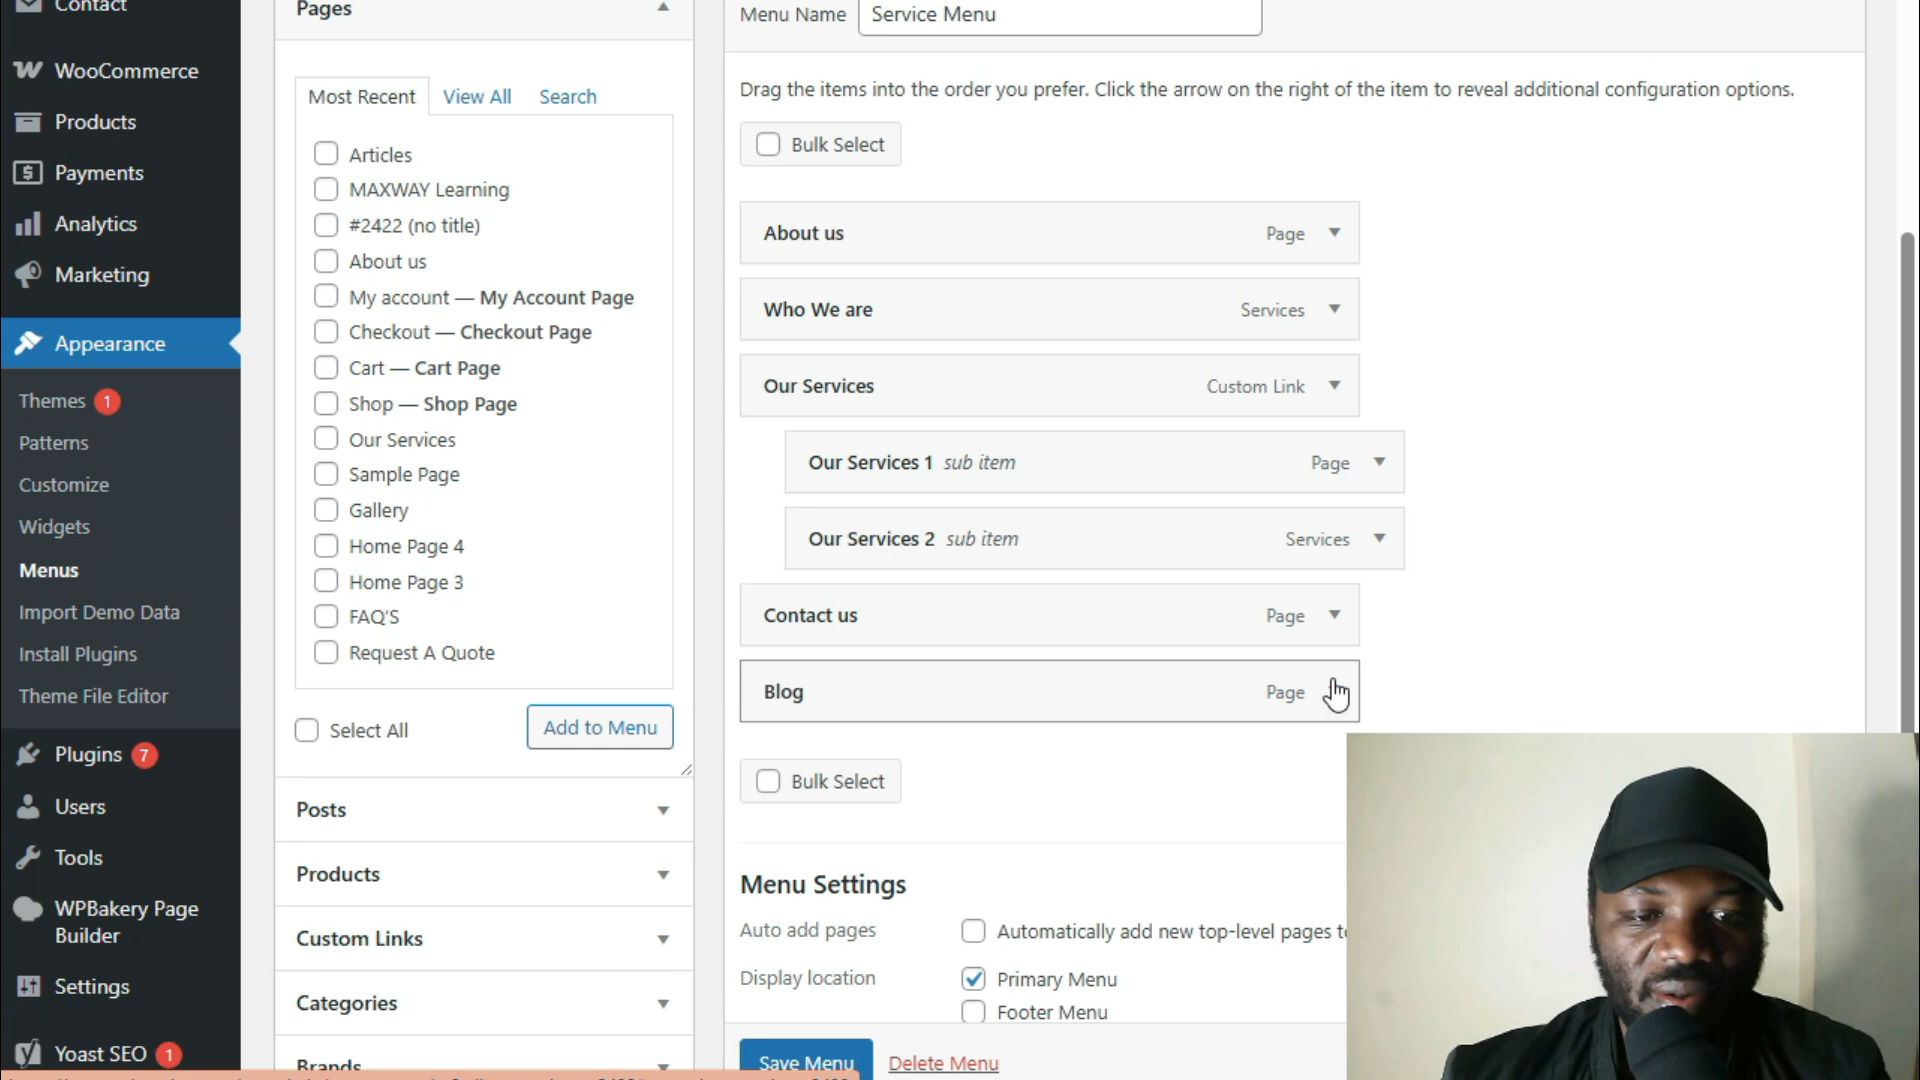 Contact
WooCommerce
Products
Payments
Analytics
Marketing
Appearance
Themes 1
Patterns
Customize
Widgets
Menus
Import Demo Data
Install Plugins
Theme File Editor
Plugins 7
Users
Tools
WPBakery Page
Builder
Settings
Yoast SEO 1
Pages
Most Recent
View All
Search
Articles
MAXWAY Learning
#2422 (no title)
About us
My account — My Account Page
Checkout — Checkout Page
Cart — Cart Page
Shop — Shop Page
Our Services
Sample Page
Gallery
Home Page 4
Home Page 3
FAQ'S
Request A Quote
Select All
Add to Menu
Posts
Products
Custom Links
Categories
Brands
Menu Name Service Menu
Drag the items into the order you prefer. Click the arrow on the right of the item to reveal additional configuration options.
Bulk Select
About us Page
Who We are Services
Our Services Custom Link
Our Services 1 sub item Page
Our Services 2 sub item Services
Contact us Page
Blog Page
Bulk Select
Menu Settings
Auto add pages
Automatically add new top-level pages
Display location
Primary Menu
Footer Menu
Save Menu
Delete Menu